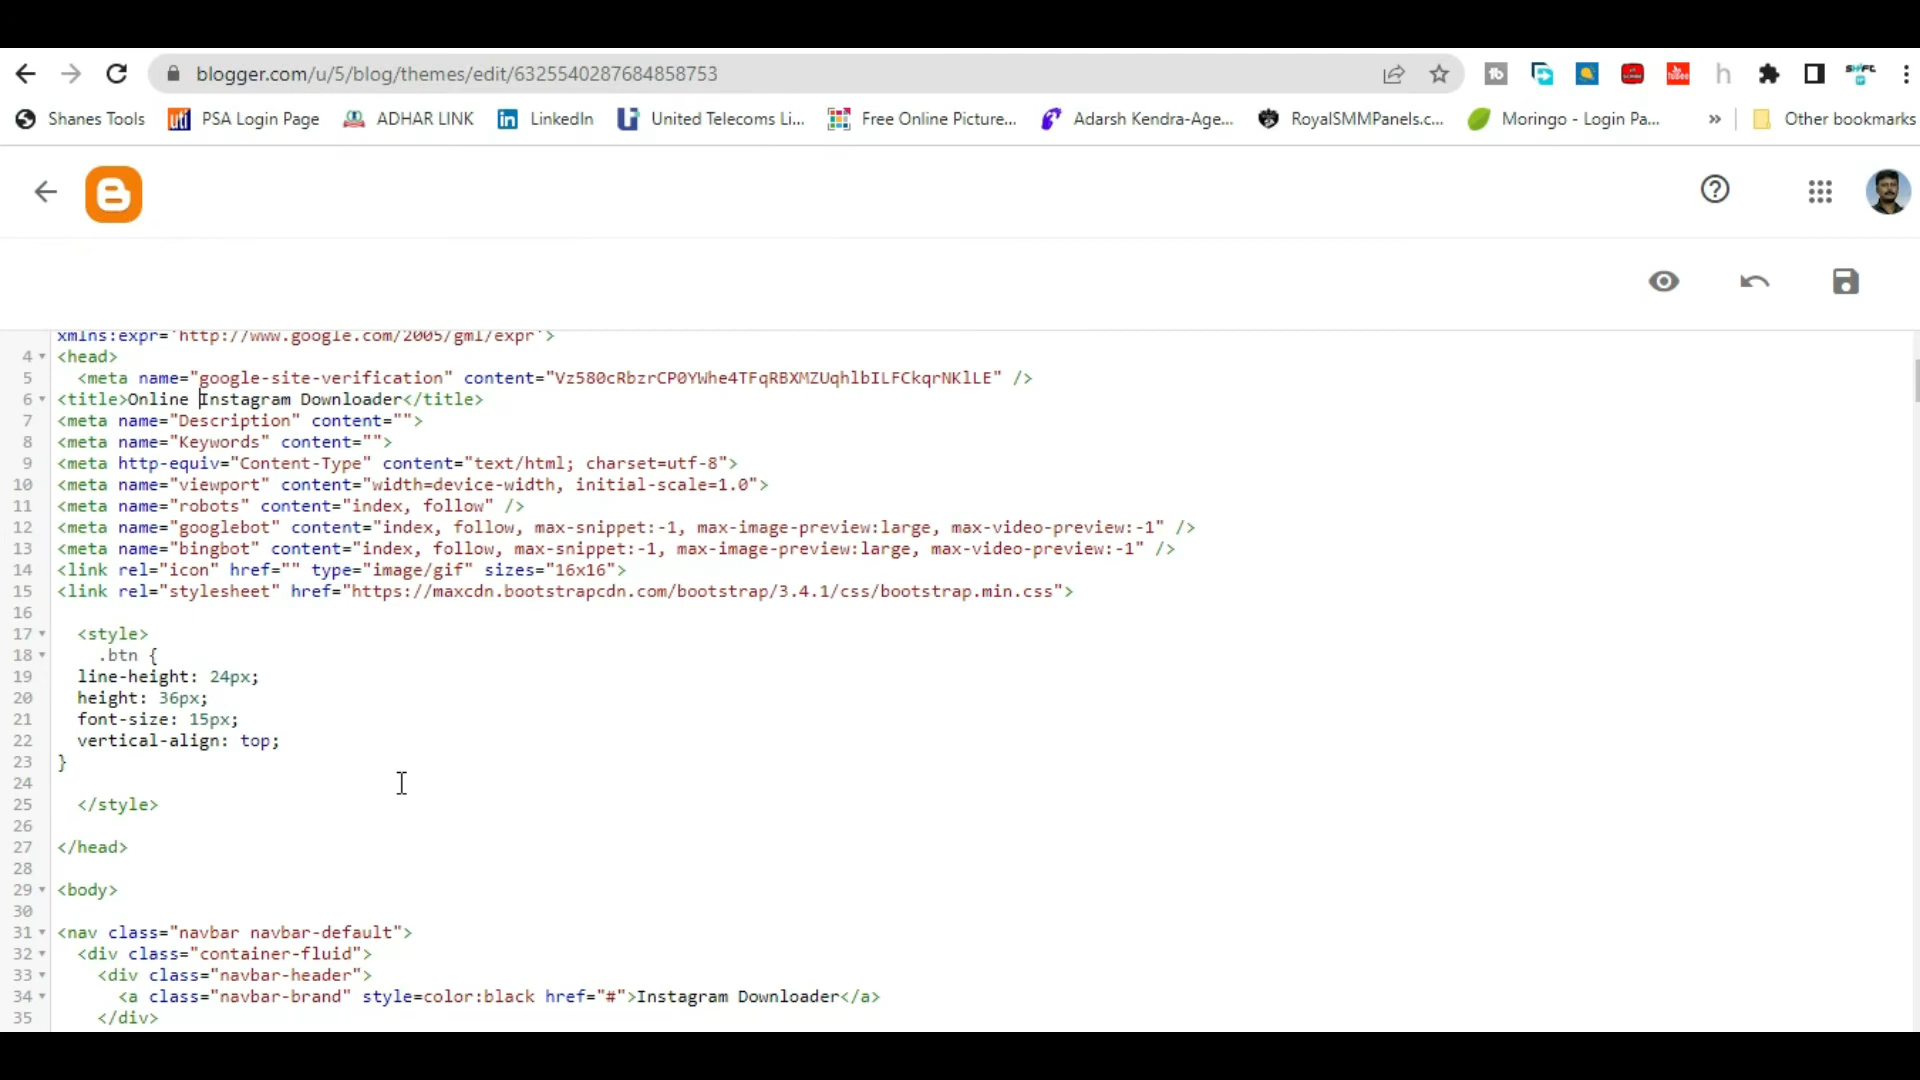 blogger.com/u/5/blog/themes/edit/6325540287684858753
Shanes Tools
uti PSA Login Page
ADHAR LINK
in LinkedIn
United Telecoms Li...
Free Online Picture...
Adarsh Kendra-Age...
RoyalSMMPanels.c...
Moringo - Login Pa...
»
Other bookmarks
xmlns:expr='http://www.google.com/2005/gml/expr'>
4 <head>
5 <meta name="google-site-verification" content="Vz580cRbzrCP0YWhe4TFqRBXMZUqhlbILFCkqrNKlLE" />
6 <title>Online Instagram Downloader</title>
7 <meta name="Description" content="">
8 <meta name="Keywords" content="">
9 <meta http-equiv="Content-Type" content="text/html; charset=utf-8">
10 <meta name="viewport" content="width=device-width, initial-scale=1.0">
11 <meta name="robots" content="index, follow" />
12 <meta name="googlebot" content="index, follow, max-snippet:-1, max-image-preview:large, max-video-preview:-1" />
13 <meta name="bingbot" content="index, follow, max-snippet:-1, max-image-preview:large, max-video-preview:-1" />
14 <link rel="icon" href="" type="image/gif" sizes="16x16">
15 <link rel="stylesheet" href="https://maxcdn.bootstrapcdn.com/bootstrap/3.4.1/css/bootstrap.min.css">
16
17 <style>
18 .btn {
19 line-height: 24px;
20 height: 36px;
21 font-size: 15px;
22 vertical-align: top;
23 }
24
25 </style>
26
27 </head>
28
29 <body>
30
31 <nav class="navbar navbar-default">
32 <div class="container-fluid">
33 <div class="navbar-header">
34 <a class="navbar-brand" style=color:black href="#">Instagram Downloader</a>
35 </div>